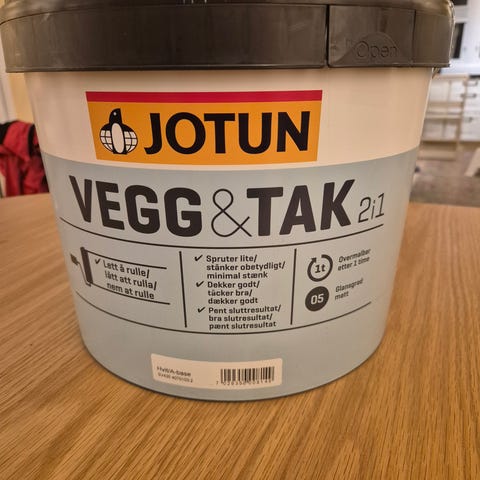 Open
JOTUN
VEGG&TAK 2i1
✓ Lett å rulle/
lätt att rulla/
nem at rulle
✓ Spruter lite/
stänker obetydligt/
minimal stænk
✓ Dekker godt/
täcker bra/
dækker godt
✓ Pent sluttresultat/
bra slutresultat/
pænt slutresultat
1t
Overmalbar
etter 1 time
05
Glansgrad
matt
Hvit/A-base